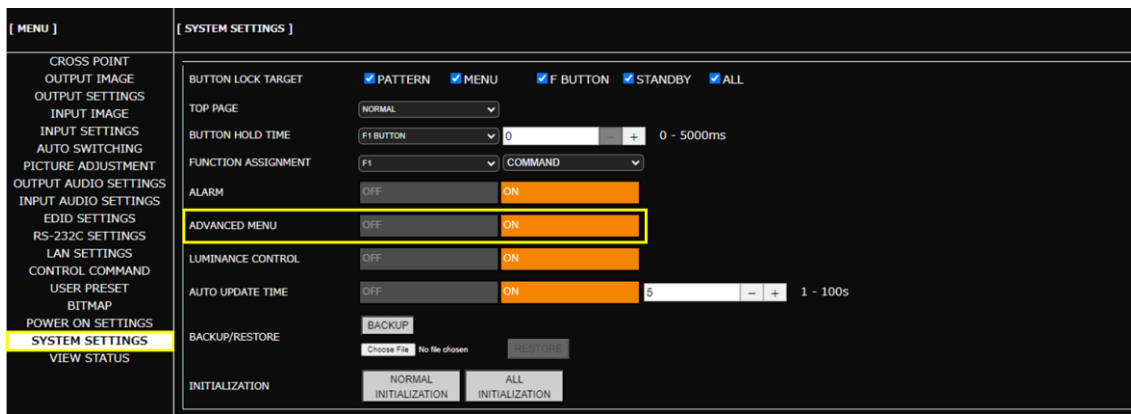 [ MENU ]
[ SYSTEM SETTINGS ]
CROSS POINT
OUTPUT IMAGE
OUTPUT SETTINGS
INPUT IMAGE
INPUT SETTINGS
AUTO SWITCHING
PICTURE ADJUSTMENT
OUTPUT AUDIO SETTINGS
INPUT AUDIO SETTINGS
EDID SETTINGS
RS-232C SETTINGS
LAN SETTINGS
CONTROL COMMAND
USER PRESET
BITMAP
POWER ON SETTINGS
SYSTEM SETTINGS
VIEW STATUS
BUTTON LOCK TARGET PATTERN MENU F BUTTON STANDBY ALL
TOP PAGE NORMAL
BUTTON HOLD TIME F1 BUTTON 0 - + 0 - 5000ms
FUNCTION ASSIGNMENT F1 COMMAND
ALARM OFF ON
ADVANCED MENU OFF ON
LUMINANCE CONTROL OFF ON
AUTO UPDATE TIME OFF ON 5 - + 1 - 100s
BACKUP/RESTORE BACKUP
Choose File No file chosen RESTORE
INITIALIZATION NORMAL INITIALIZATION ALL INITIALIZATION